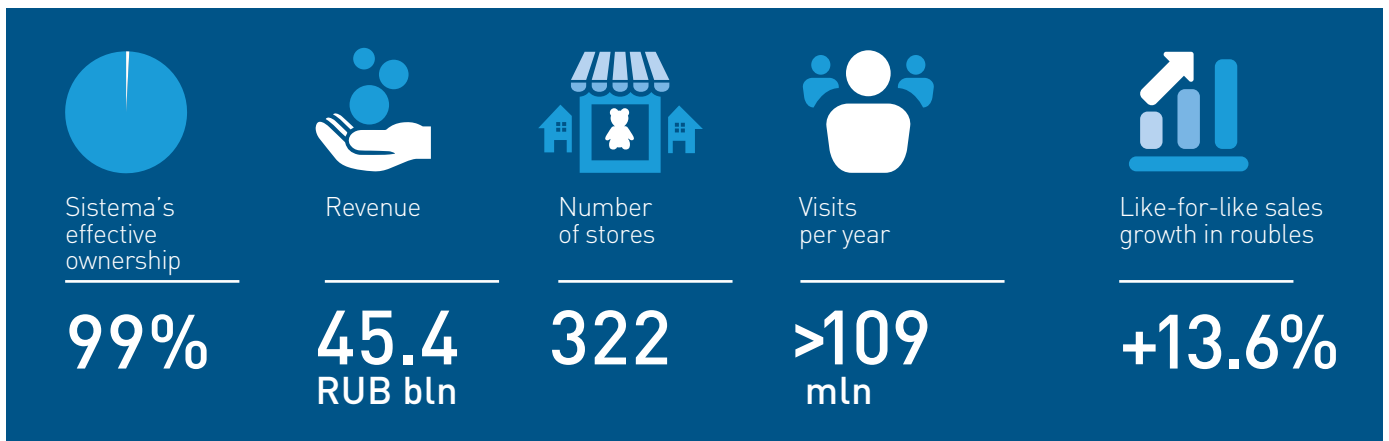 Sistema's
effective
ownership
99%
Revenue
45.4
RUB bln
Number
of stores
322
Visits
per year
>109
mln
Like-for-like sales
growth in roubles
+13.6%